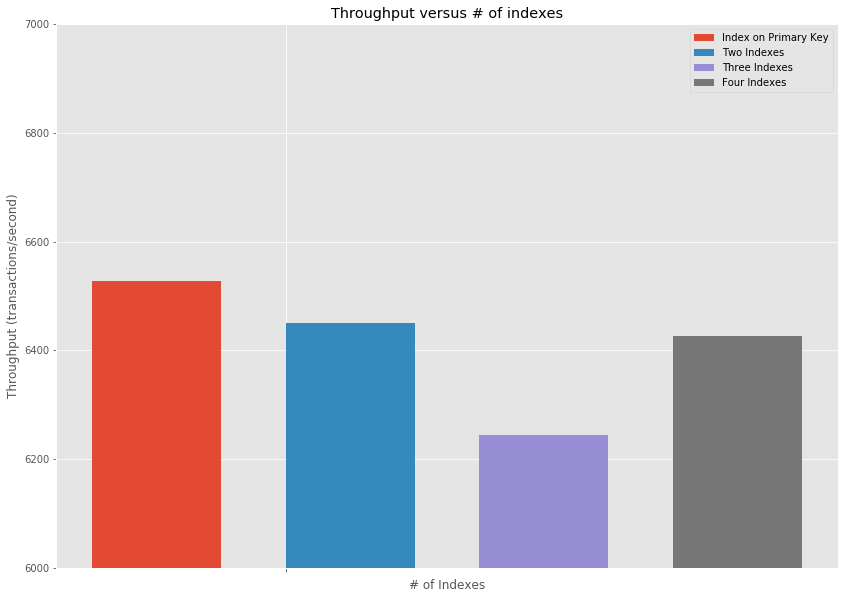 Throughput versus # of indexes
7000
6800
6600
6400
6200
6000
Throughput (transactions/second)
Index on Primary Key
Two Indexes
Three Indexes
Four Indexes
# of Indexes